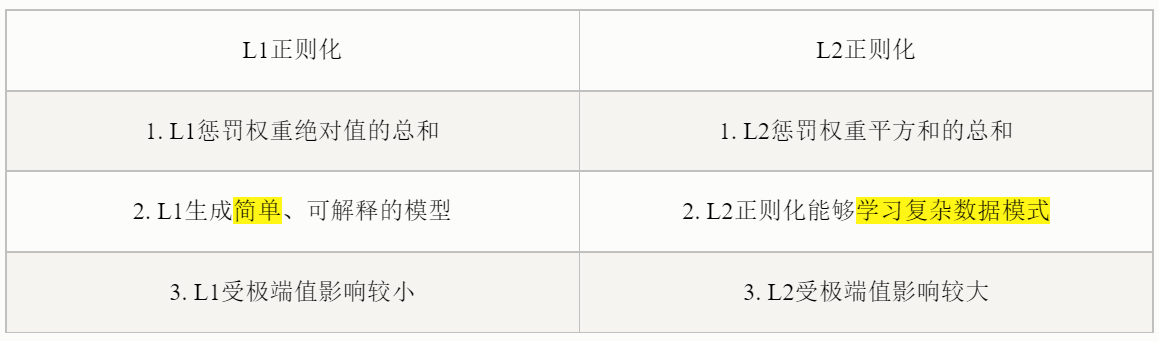 L1正则化
L2正则化
1. L1惩罚权重绝对值的总和
1. L2惩罚权重平方和的总和
2. L1生成简单、可解释的模型
2. L2正则化能够学习复杂数据模式
3. L1受极端值影响较小
3. L2受极端值影响较大